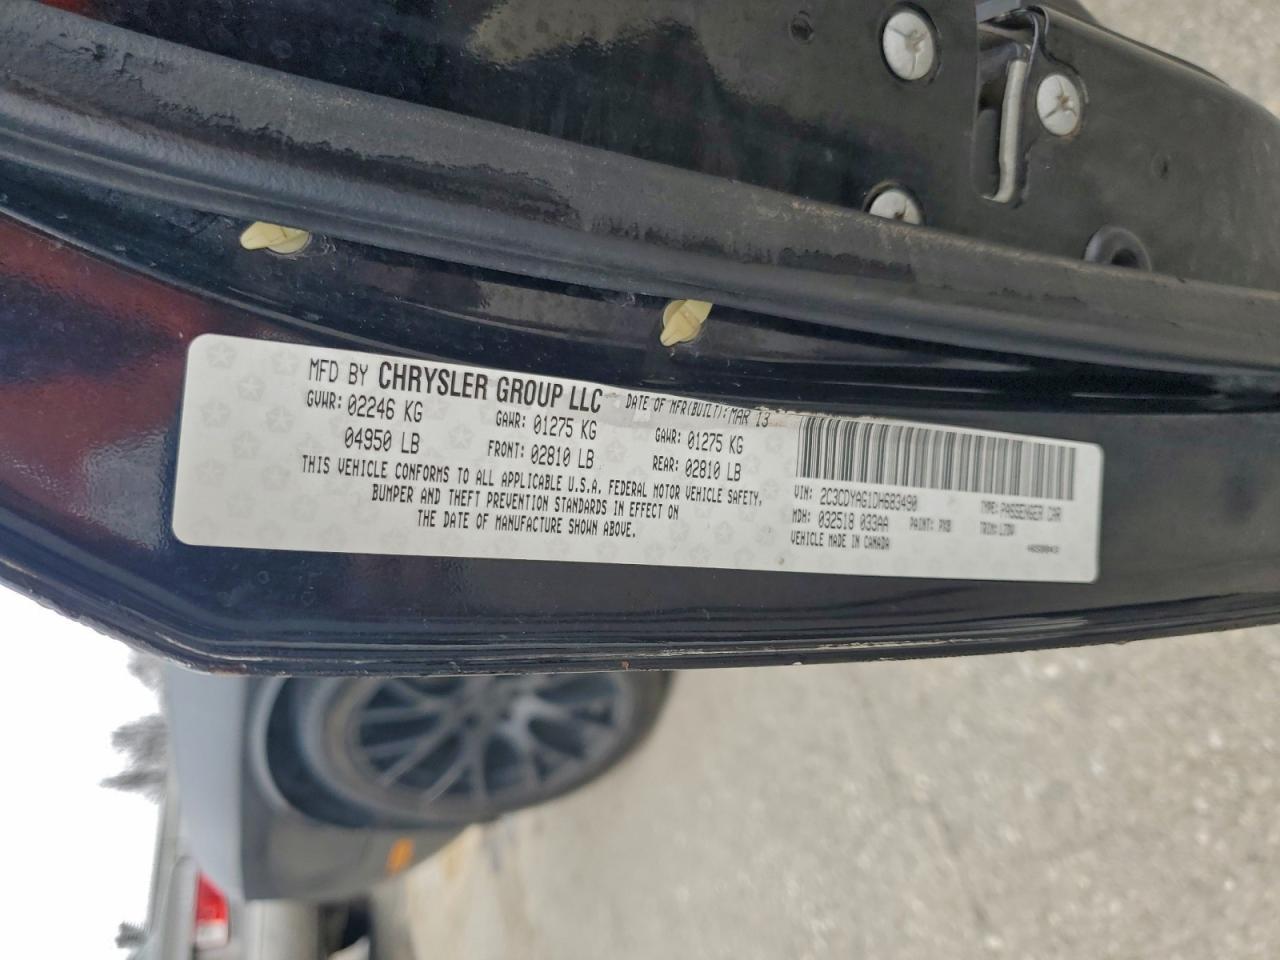 MFD BY CHRYSLER GROUP LLC DATE OF MFR(BUILT): MAR 13
GVWR: 02246 KG GAWR: 01275 KG GAWR: 01275 KG
04950 LB FRONT: 02810 LB REAR: 02810 LB
THIS VEHICLE CONFORMS TO ALL APPLICABLE U.S.A. FEDERAL MOTOR VEHICLE SAFETY,
BUMPER AND THEFT PREVENTION STANDARDS IN EFFECT ON
THE DATE OF MANUFACTURE SHOWN ABOVE.
VIN: 2C3CDYAG1DH683490 TYPE: PASSENGER CAR
MDH: 032518 033AA PAINT: PXB TRIM:
VEHICLE MADE IN CANADA